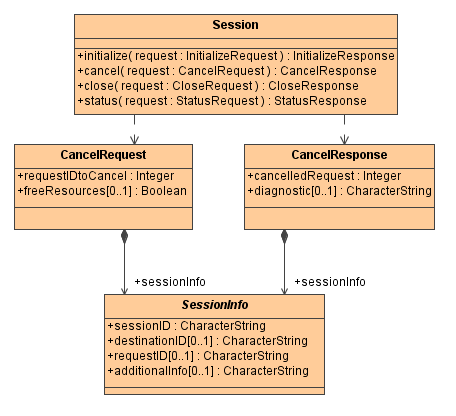 Session
+initialize( request : InitializeRequest ) : InitializeResponse
+cancel( request : CancelRequest ) : CancelResponse
+close( request : CloseRequest ) : CloseResponse
+status( request : StatusRequest ) : StatusResponse
CancelRequest
+requestIDtoCancel : Integer
+freeResources[0..1] : Boolean
CancelResponse
+cancelledRequest : Integer
+diagnostic[0..1] : CharacterString
+sessionInfo
+sessionInfo
SessionInfo
+sessionID : CharacterString
+destinationID[0..1] : CharacterString
+requestID[0..1] : CharacterString
+additionalInfo[0..1] : CharacterString